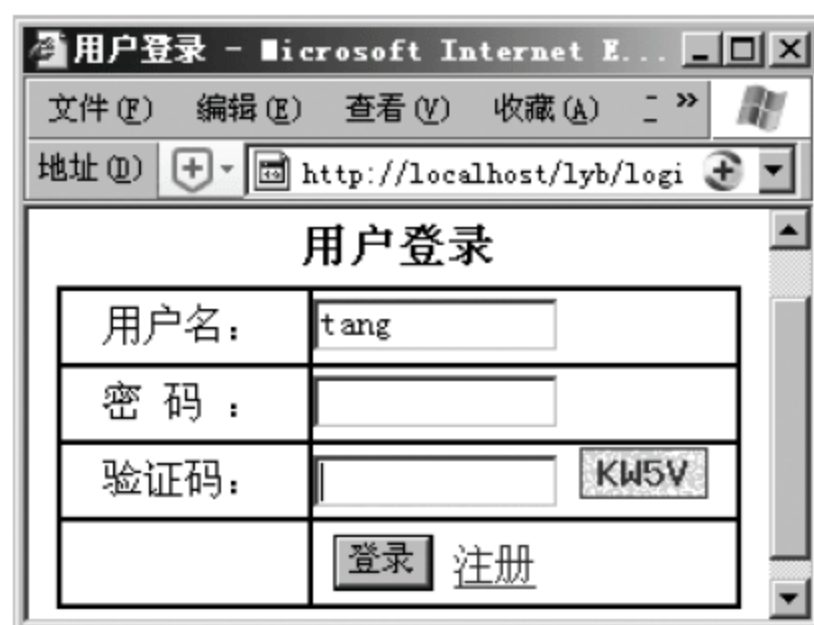 用户登录 - Microsoft Internet E...
文件(F) 编辑(E) 查看(V) 收藏(A) »
地址(D) http://localhost/lyb/logi
用户登录
用户名： tang
密 码 ：
验证码： KW5V
登录 注册